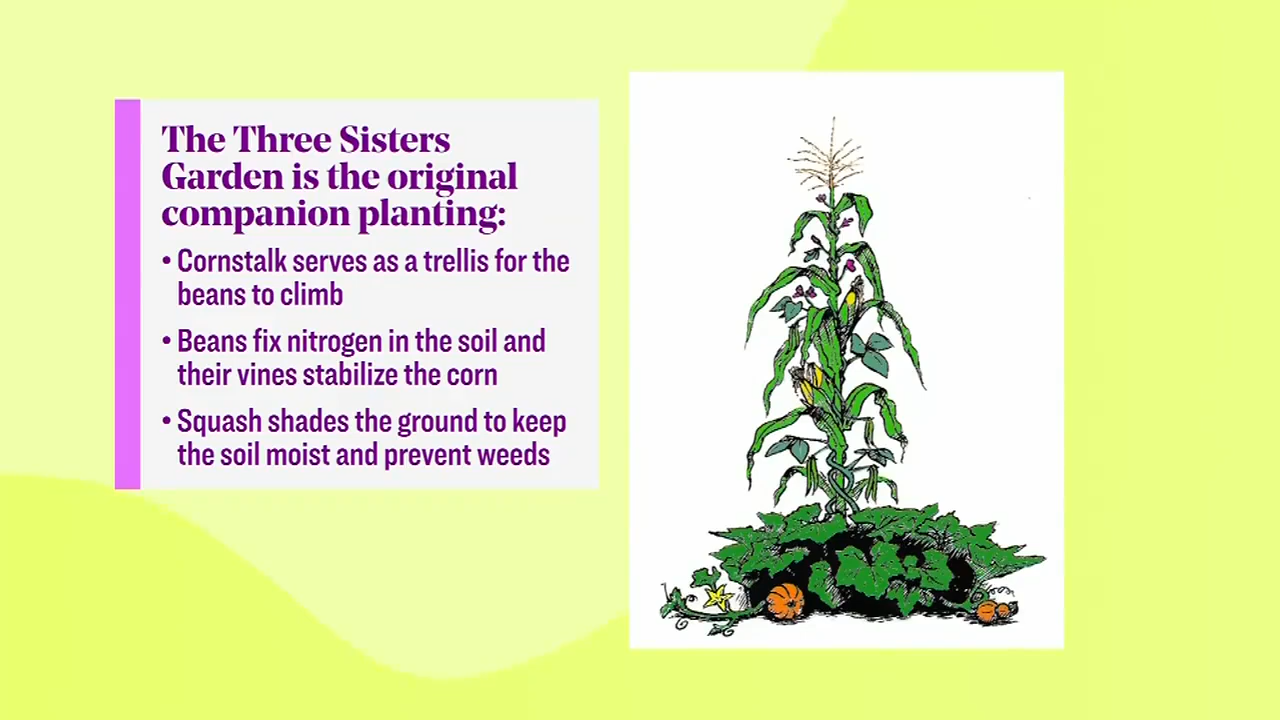 The Three Sisters
Garden is the original
companion planting:
• Cornstalk serves as a trellis for the
beans to climb
• Beans fix nitrogen in the soil and
their vines stabilize the corn
• Squash shades the ground to keep
the soil moist and prevent weeds